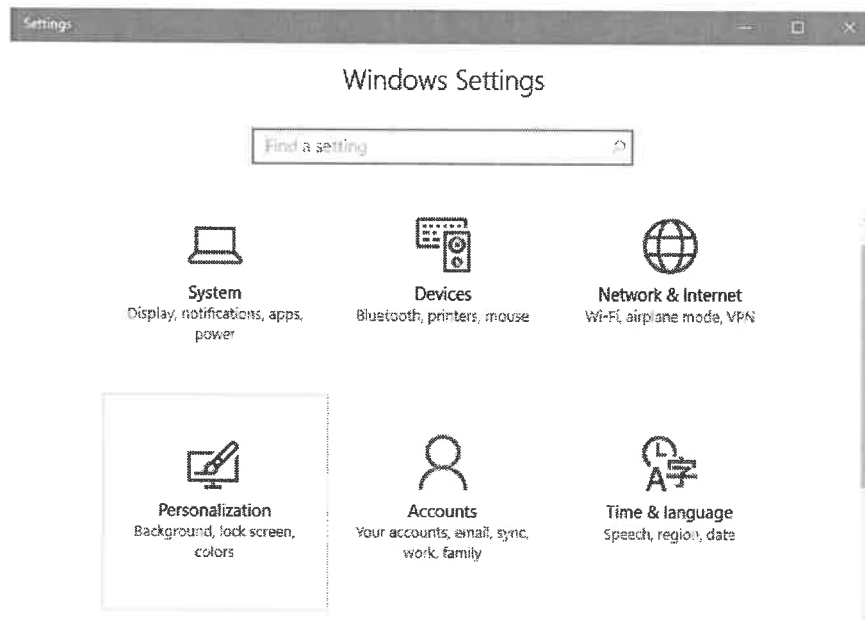 Settings
Windows Settings
Find a setting
System
Display, notifications, apps,
power
Devices
Bluetooth, printers, mouse
Network & Internet
Wi-Fi, airplane mode, VPN
Personalization
Background, lock screen,
colors
Accounts
Your accounts, email, sync,
work, family
Time & language
Speech, region, date